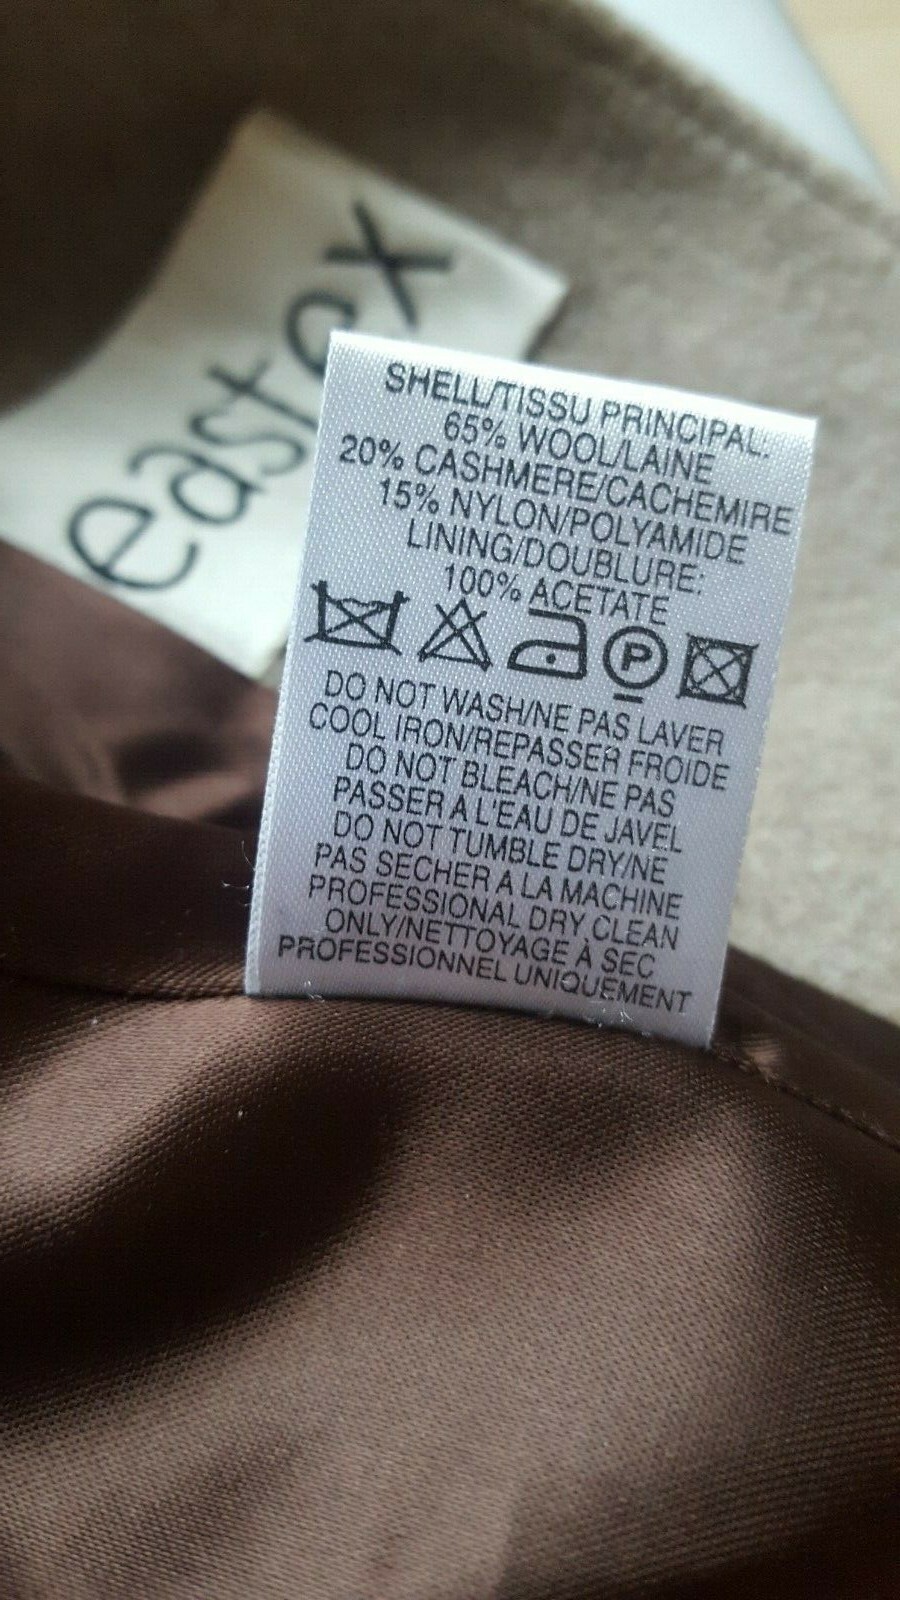 eastex
SHELL/TISSU PRINCIPAL:
65% WOOL/LAINE
20% CASHMERE/CACHEMIRE
15% NYLON/POLYAMIDE
LINING/DOUBLURE:
100% ACETATE
P
DO NOT WASH/NE PAS LAVER
COOL IRON/REPASSER FROIDE
DO NOT BLEACH/NE PAS
PASSER A L'EAU DE JAVEL
DO NOT TUMBLE DRY/NE
PAS SECHER A LA MACHINE
PROFESSIONAL DRY CLEAN
ONLY/NETTOYAGE À SEC
PROFESSIONNEL UNIQUEMENT